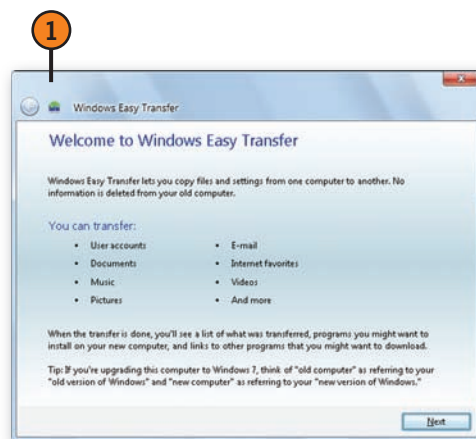 1
Windows Easy Transfer
Welcome to Windows Easy Transfer
Windows Easy Transfer lets you copy files and settings from one computer to another. No
information is deleted from your old computer.
You can transfer:
• User accounts
• Documents
• Music
• Pictures
• E-mail
• Internet favorites
• Videos
• And more
When the transfer is done, you'll see a list of what was transferred, programs you might want to
install on your new computer, and links to other programs that you might want to download.
Tip: If you're upgrading this computer to Windows 7, think of "old computer" as referring to your
"old version of Windows" and "new computer" as referring to your "new version of Windows."
Next